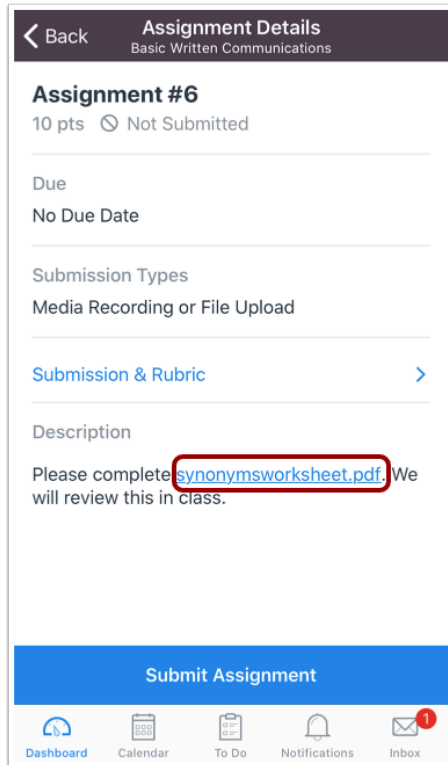 Back
Assignment Details
Basic Written Communications
Assignment #6
10 pts Not Submitted
Due
No Due Date
Submission Types
Media Recording or File Upload
Submission & Rubric
Description
Please complete synonymsworksheet.pdf. We
will review this in class.
Submit Assignment
1
Dashboard Calendar To Do Notifications Inbox